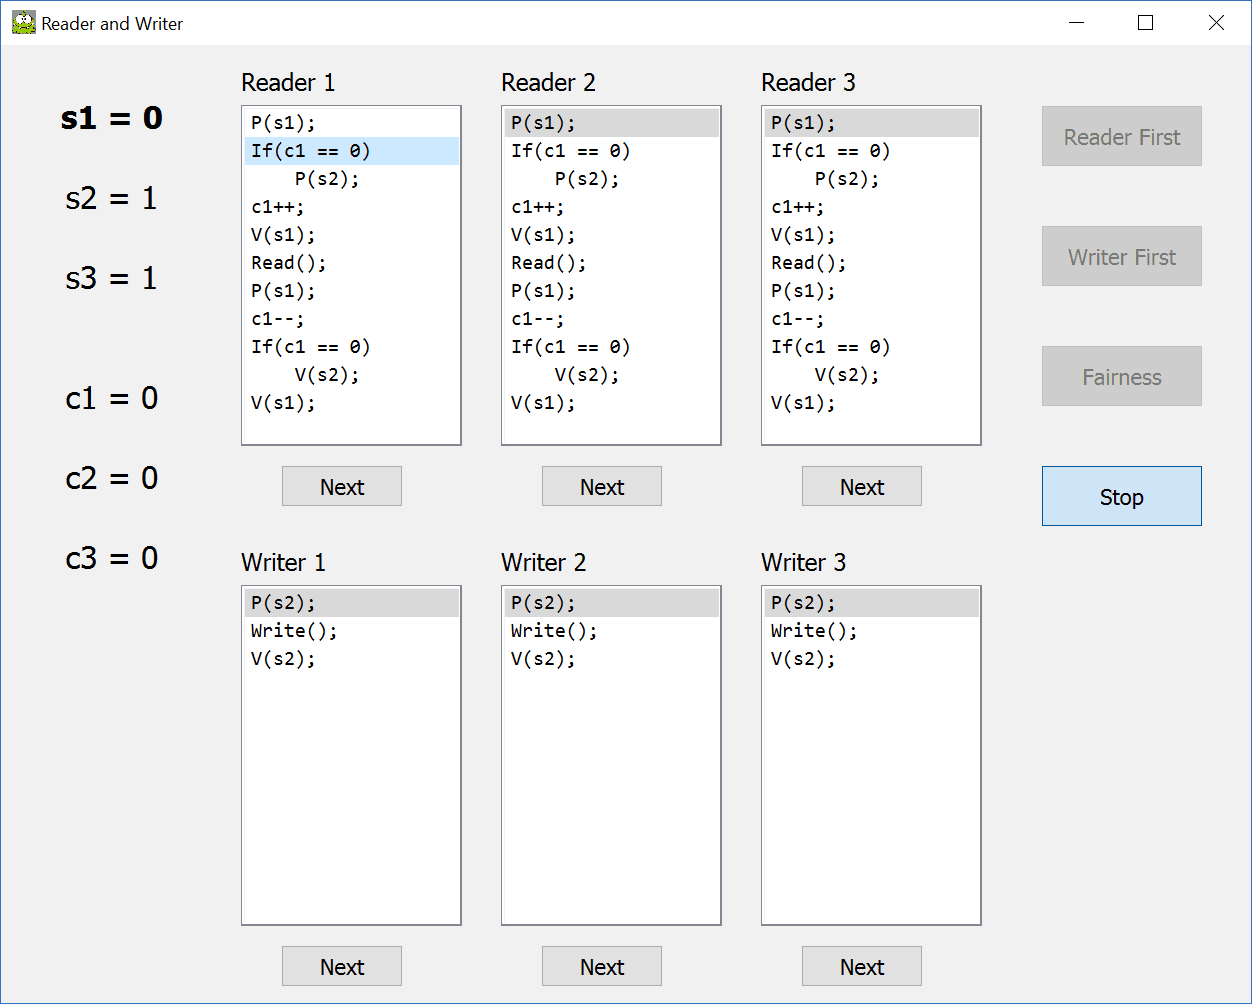 Reader and Writer
s1 = 0
s2 = 1
s3 = 1
c1 = 0
c2 = 0
c3 = 0
Reader 1
P(s1);
If(c1 == 0)
    P(s2);
c1++;
V(s1);
Read();
P(s1);
c1--;
If(c1 == 0)
    V(s2);
V(s1);
Next
Reader 2
P(s1);
If(c1 == 0)
    P(s2);
c1++;
V(s1);
Read();
P(s1);
c1--;
If(c1 == 0)
    V(s2);
V(s1);
Next
Reader 3
P(s1);
If(c1 == 0)
    P(s2);
c1++;
V(s1);
Read();
P(s1);
c1--;
If(c1 == 0)
    V(s2);
V(s1);
Next
Reader First
Writer First
Fairness
Stop
Writer 1
P(s2);
Write();
V(s2);
Next
Writer 2
P(s2);
Write();
V(s2);
Next
Writer 3
P(s2);
Write();
V(s2);
Next